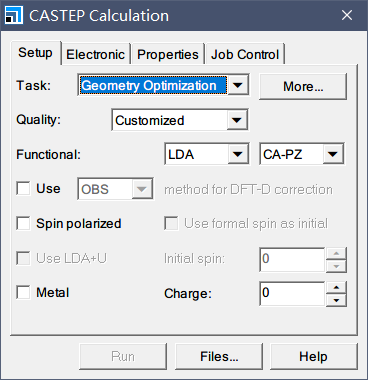 CASTEP Calculation
Setup Electronic Properties Job Control
Task: Geometry Optimization More...
Quality: Customized
Functional: LDA CA-PZ
Use OBS method for DFT-D correction
Spin polarized Use formal spin as initial
Use LDA+U Initial spin: 0
Metal Charge: 0
Run Files... Help